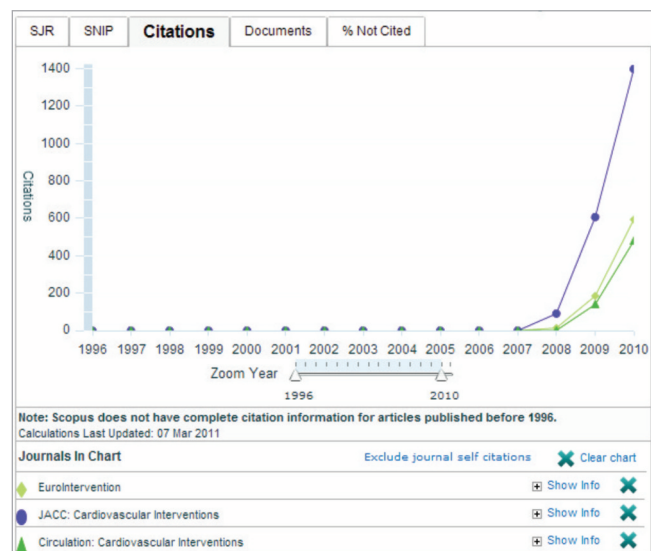 SJR SNIP Citations Documents % Not Cited
1400
1200
1000
800
600
400
200
0
Citations
1996 1997 1998 1999 2000 2001 2002 2003 2004 2005 2006 2007 2008 2009 2010
Zoom Year
1996 2010
Note: Scopus does not have complete citation information for articles published before 1996.
Calculations Last Updated: 07 Mar 2011
Journals In Chart Exclude journal self citations Clear chart
EuroIntervention Show Info
JACC: Cardiovascular Interventions Show Info
Circulation: Cardiovascular Interventions Show Info